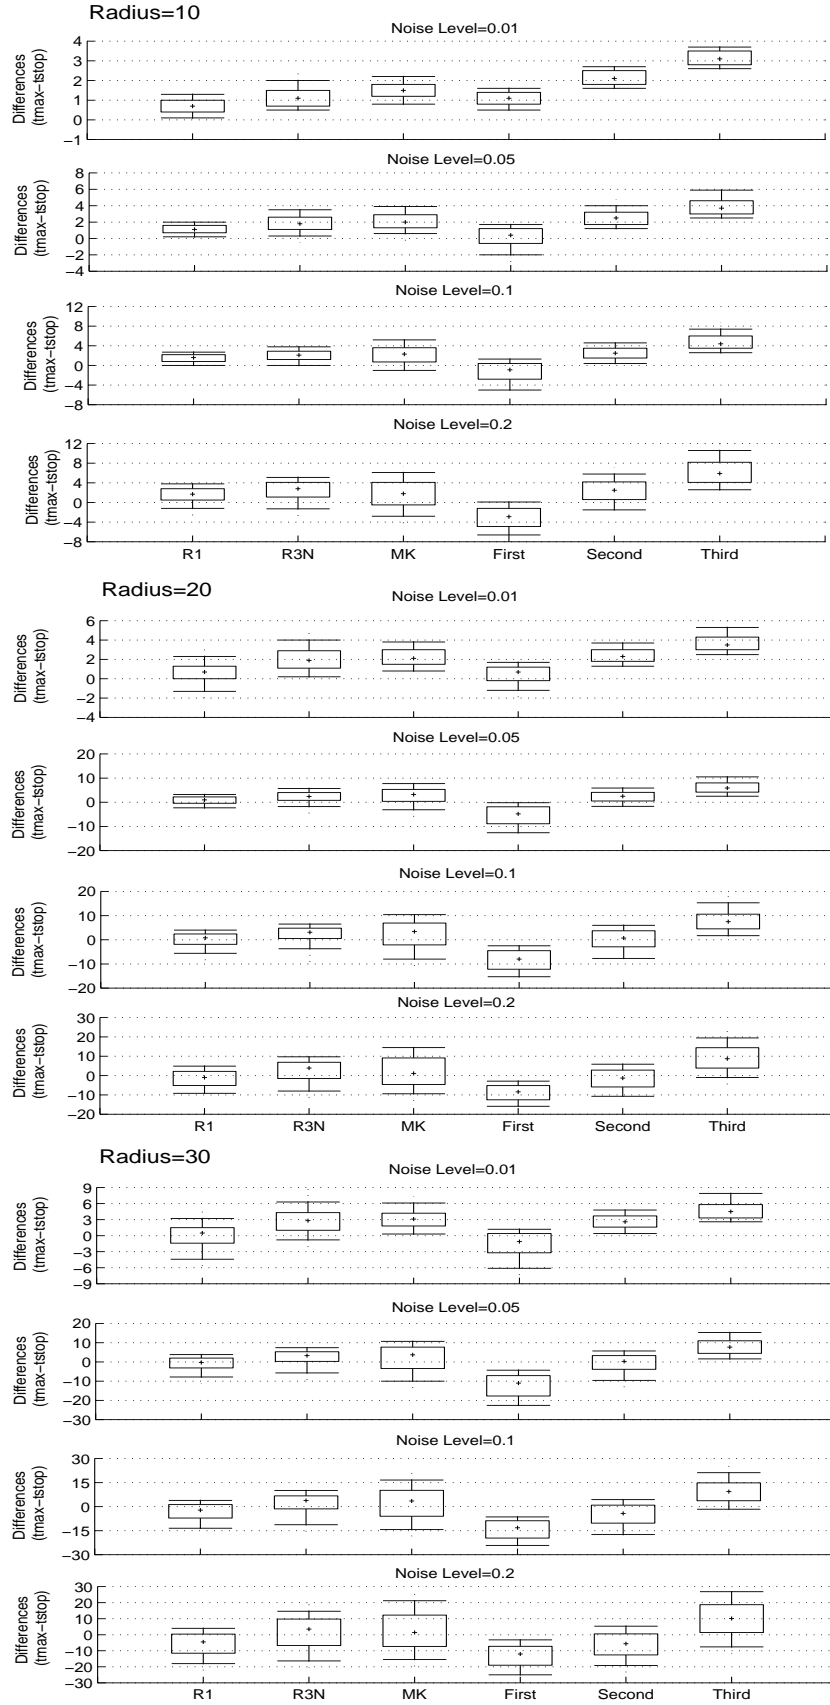 Radius=10
Noise Level=0.01
Differences
(tmax−tstop)
4
3
2
1
0
−1
Noise Level=0.05
Differences
(tmax−tstop)
8
6
4
2
0
−2
−4
Noise Level=0.1
Differences
(tmax−tstop)
12
8
4
0
−4
−8
Noise Level=0.2
Differences
(tmax−tstop)
12
8
4
0
−4
−8
R1 R3N MK First Second Third
Radius=20
Noise Level=0.01
Differences
(tmax−tstop)
6
4
2
0
−2
−4
Noise Level=0.05
Differences
(tmax−tstop)
20
10
0
−10
−20
Noise Level=0.1
Differences
(tmax−tstop)
20
10
0
−10
−20
Noise Level=0.2
Differences
(tmax−tstop)
30
20
10
0
−10
−20
R1 R3N MK First Second Third
Radius=30
Noise Level=0.01
Differences
(tmax−tstop)
9
6
3
0
−3
−6
−9
Noise Level=0.05
Differences
(tmax−tstop)
20
10
0
−10
−20
−30
Noise Level=0.1
Differences
(tmax−tstop)
30
15
0
−15
−30
Noise Level=0.2
Differences
(tmax−tstop)
30
20
10
0
−10
−20
−30
R1 R3N MK First Second Third